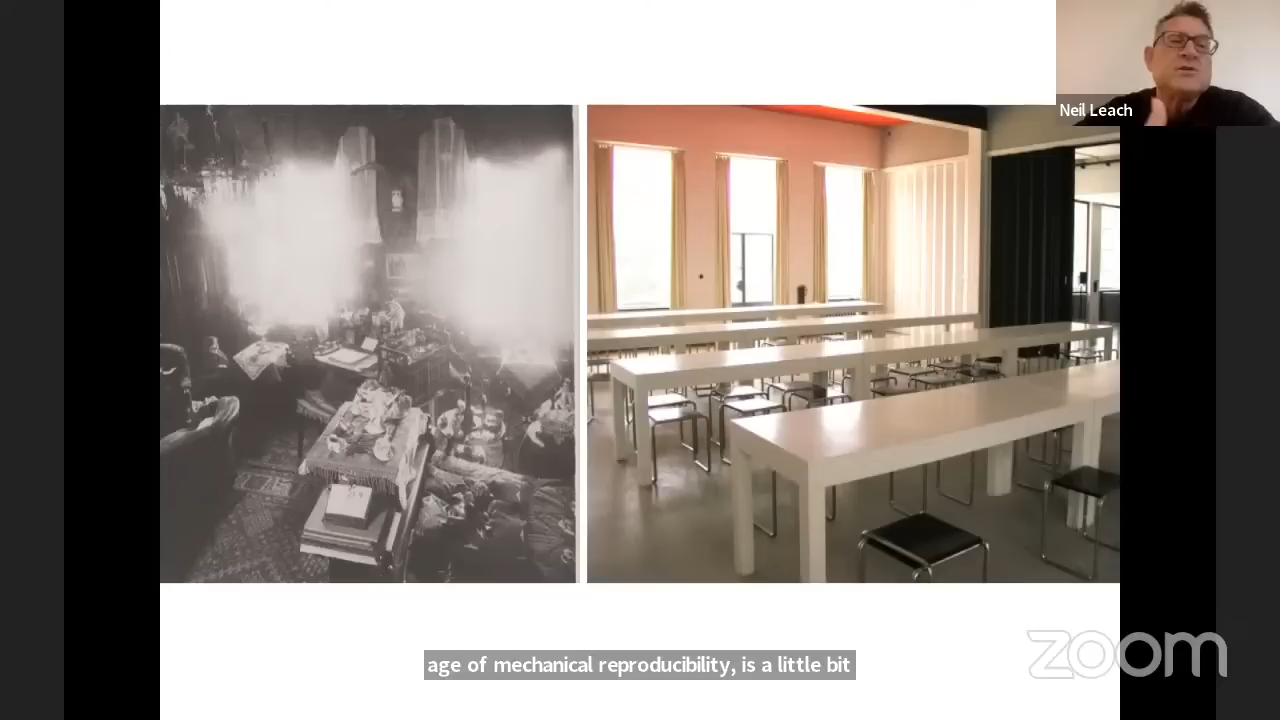 Neil Leach
age of mechanical reproducibility, is a little bit
zoom